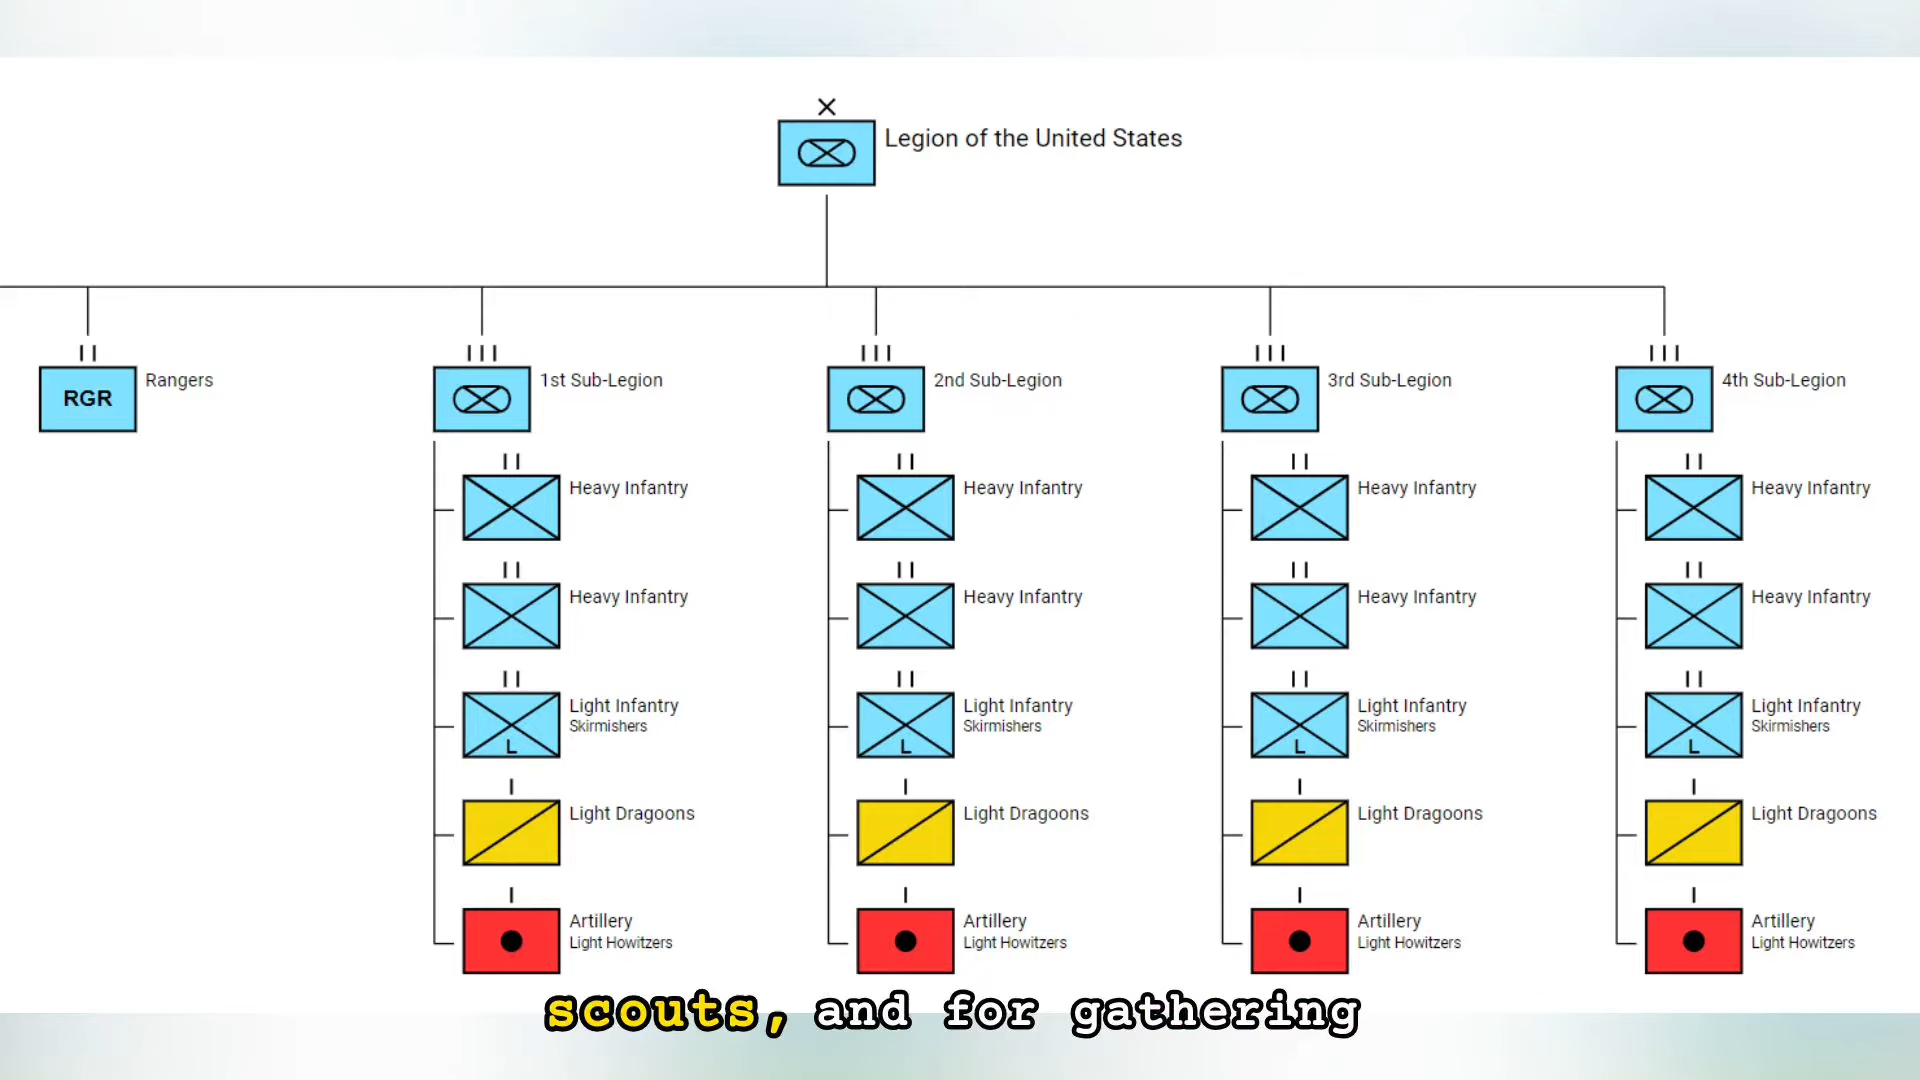 Legion of the United States
RGR Rangers
1st Sub-Legion
2nd Sub-Legion
3rd Sub-Legion
4th Sub-Legion
Heavy Infantry
Heavy Infantry
Heavy Infantry
Heavy Infantry
Heavy Infantry
Heavy Infantry
Heavy Infantry
Heavy Infantry
L Light Infantry
Skirmishers
L Light Infantry
Skirmishers
L Light Infantry
Skirmishers
L Light Infantry
Skirmishers
Light Dragoons
Light Dragoons
Light Dragoons
Light Dragoons
Artillery
Light Howitzers
Artillery
Light Howitzers
Artillery
Light Howitzers
Artillery
Light Howitzers
scouts, and for gathering